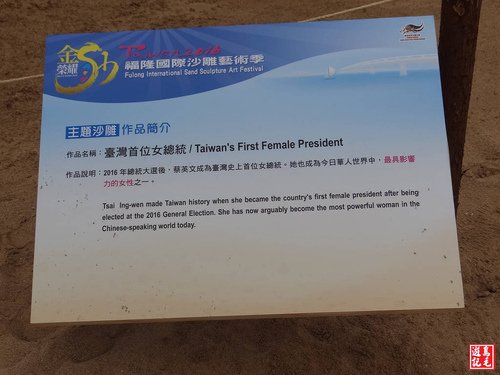 金榮耀
福隆國際沙雕藝術季
Fulong International Sand Sculpture Art Festival
主題沙雕 作品簡介
作品名稱：臺灣首位女總統 / Taiwan's First Female President
作品說明：2016 年總統大選後，蔡英文成為臺灣史上首位女總統。她也成為今日華人世界中，最具影響
力的女性之一。
Tsai Ing-wen made Taiwan history when she became the country's first female president after being
elected at the 2016 General Election. She has now arguably become the most powerful woman in the
Chinese-speaking world today.